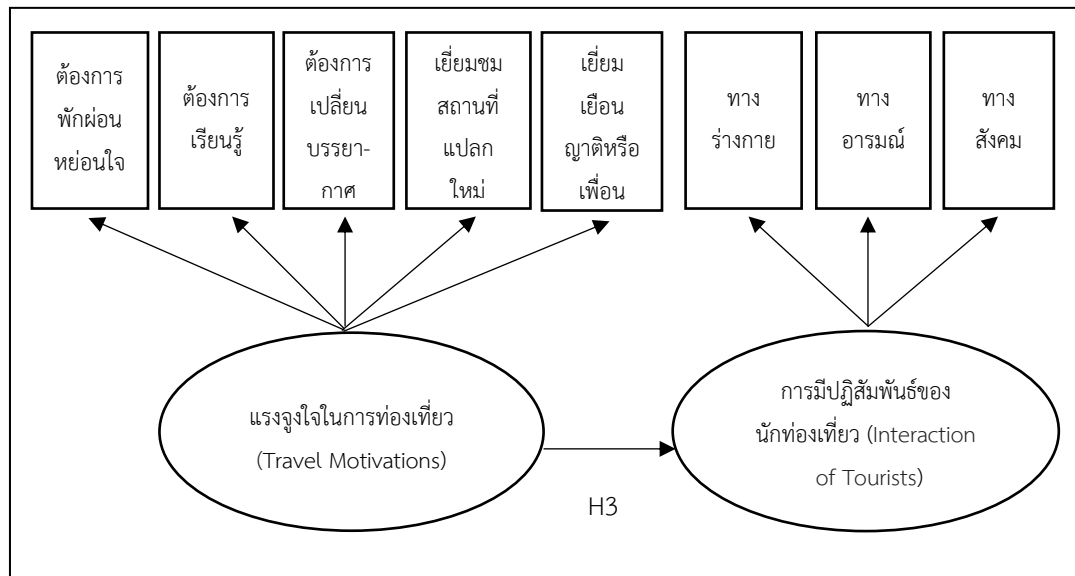 ต้องการ
พักผ่อน
หย่อนใจ
ต้องการ
เรียนรู้
ต้องการ
เปลี่ยน
บรรยา-
กาศ
เยี่ยมชม
สถานที่
แปลก
ใหม่
เยี่ยม
เยือน
ญาติหรือ
เพื่อน
ทาง
ร่างกาย
ทาง
อารมณ์
ทาง
สังคม
แรงจูงใจในการท่องเที่ยว
(Travel Motivations)
H3
การมีปฏิสัมพันธ์ของ
นักท่องเที่ยว (Interaction
of Tourists)